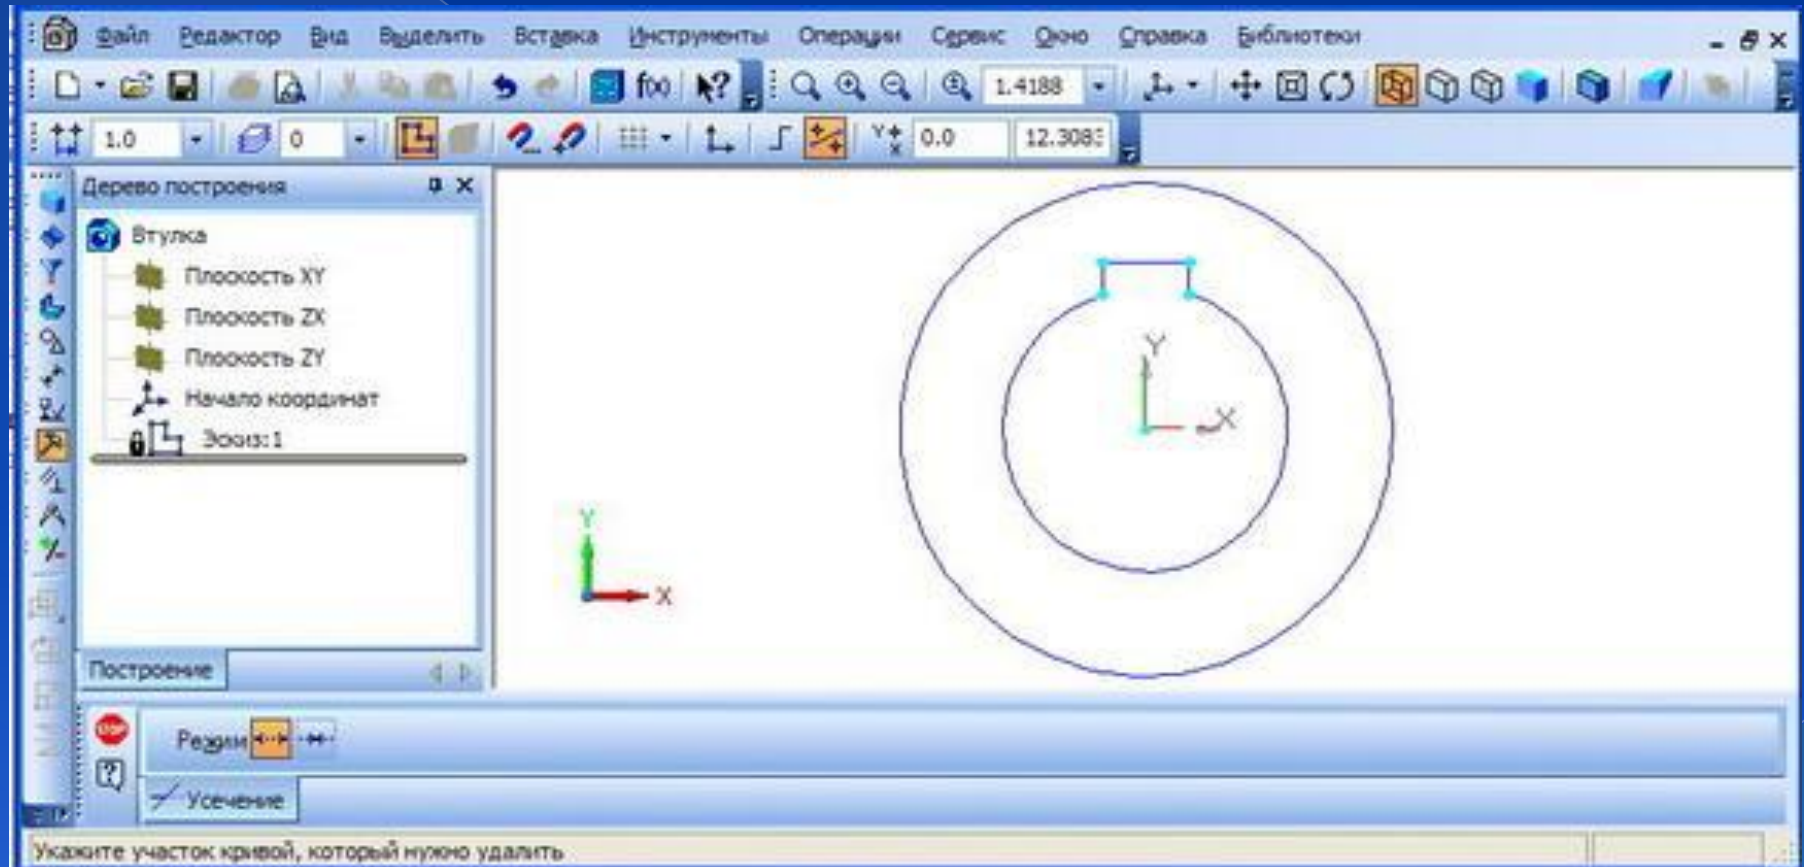 Файл Редактор Вид Выделить Вставка Инструменты Операции Сервис Окно Справка Библиотеки
f(x) ? 1.4188
1.0 0 Y X 0.0 12.308
Дерево построения
Втулка
Плоскость XY
Плоскость ZX
Плоскость ZY
Начало координат
Эскиз:1
Y
X
Y
X
Построение
STOP
Режим
?
Усечение
Укажите участок кривой, который нужно удалить